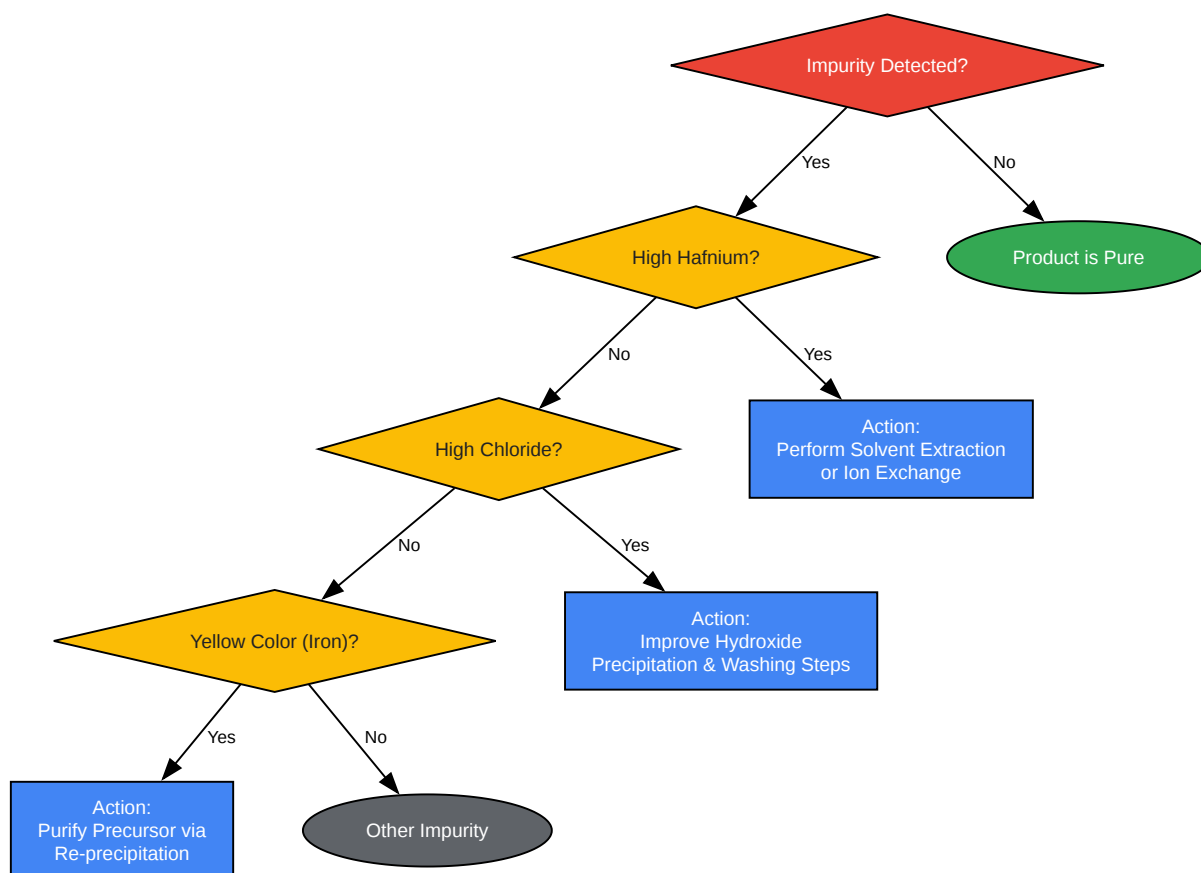 Impurity Detected?
Yes
No
High Hafnium?
Product is Pure
No
Yes
High Chloride?
Action:
Perform Solvent Extraction
or Ion Exchange
No
Yes
Yellow Color (Iron)?
Action:
Improve Hydroxide
Precipitation & Washing Steps
Yes
No
Action:
Purify Precursor via
Re-precipitation
Other Impurity